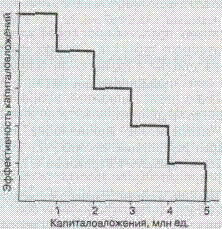 Эффективность капиталовложений
1 2 3 4 5
Капиталовложения, млн ед.